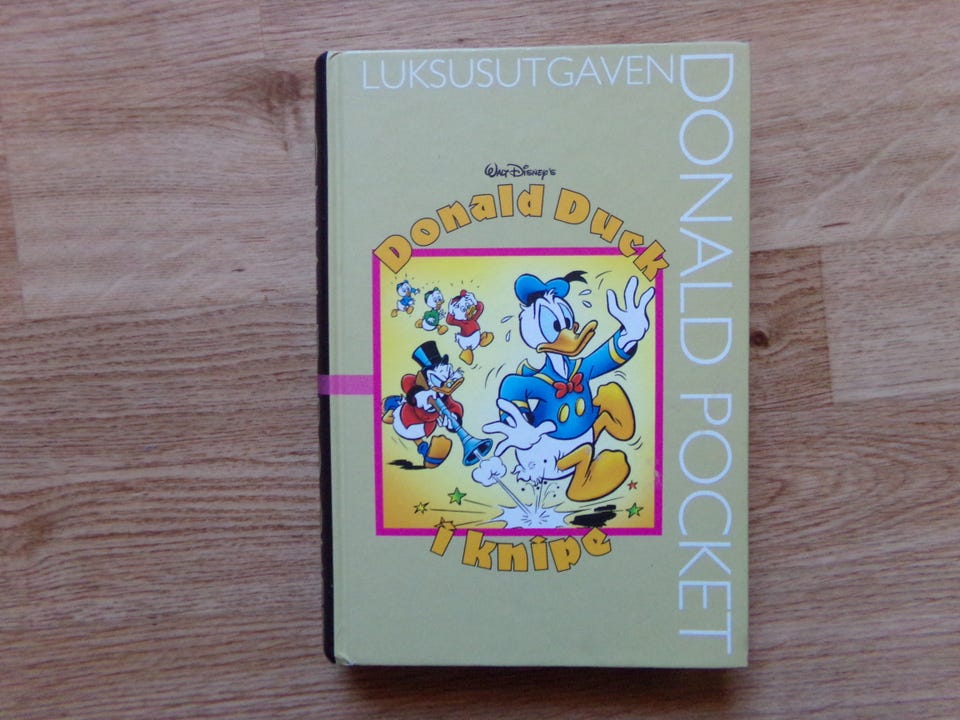 LUKSUSUTGAVEN
DONALD POCKET
Walt Disney's
Donald Duck
i knipe